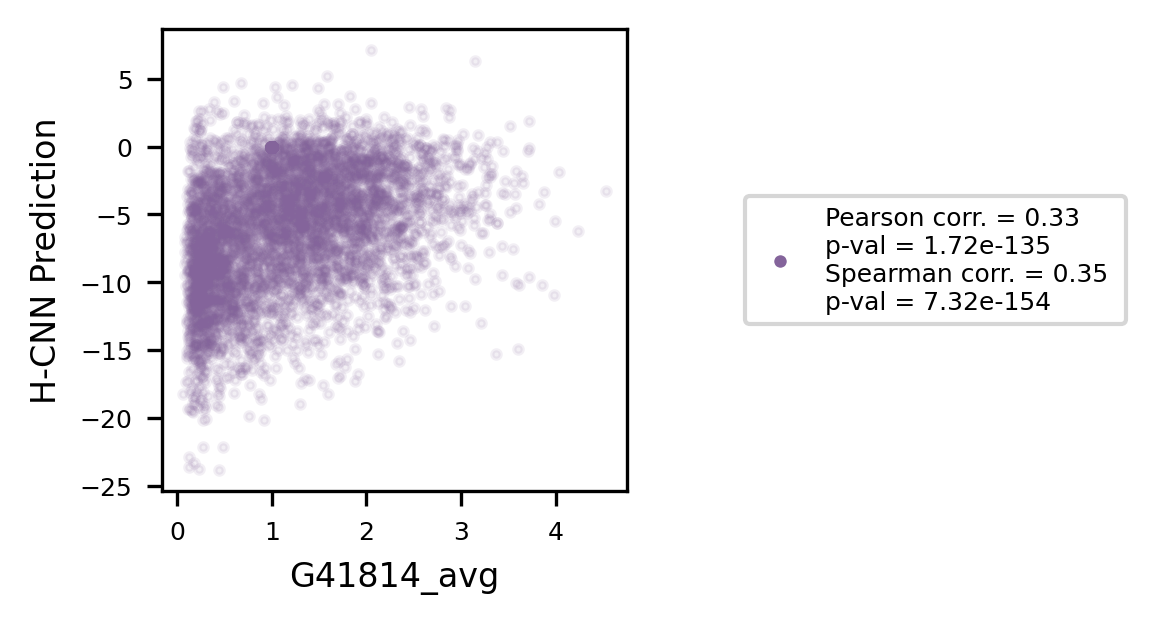 5
0
−5
−10
−15
−20
−25
H-CNN Prediction
0 1 2 3 4
G41814_avg
Pearson corr. = 0.33
p-val = 1.72e-135
Spearman corr. = 0.35
p-val = 7.32e-154